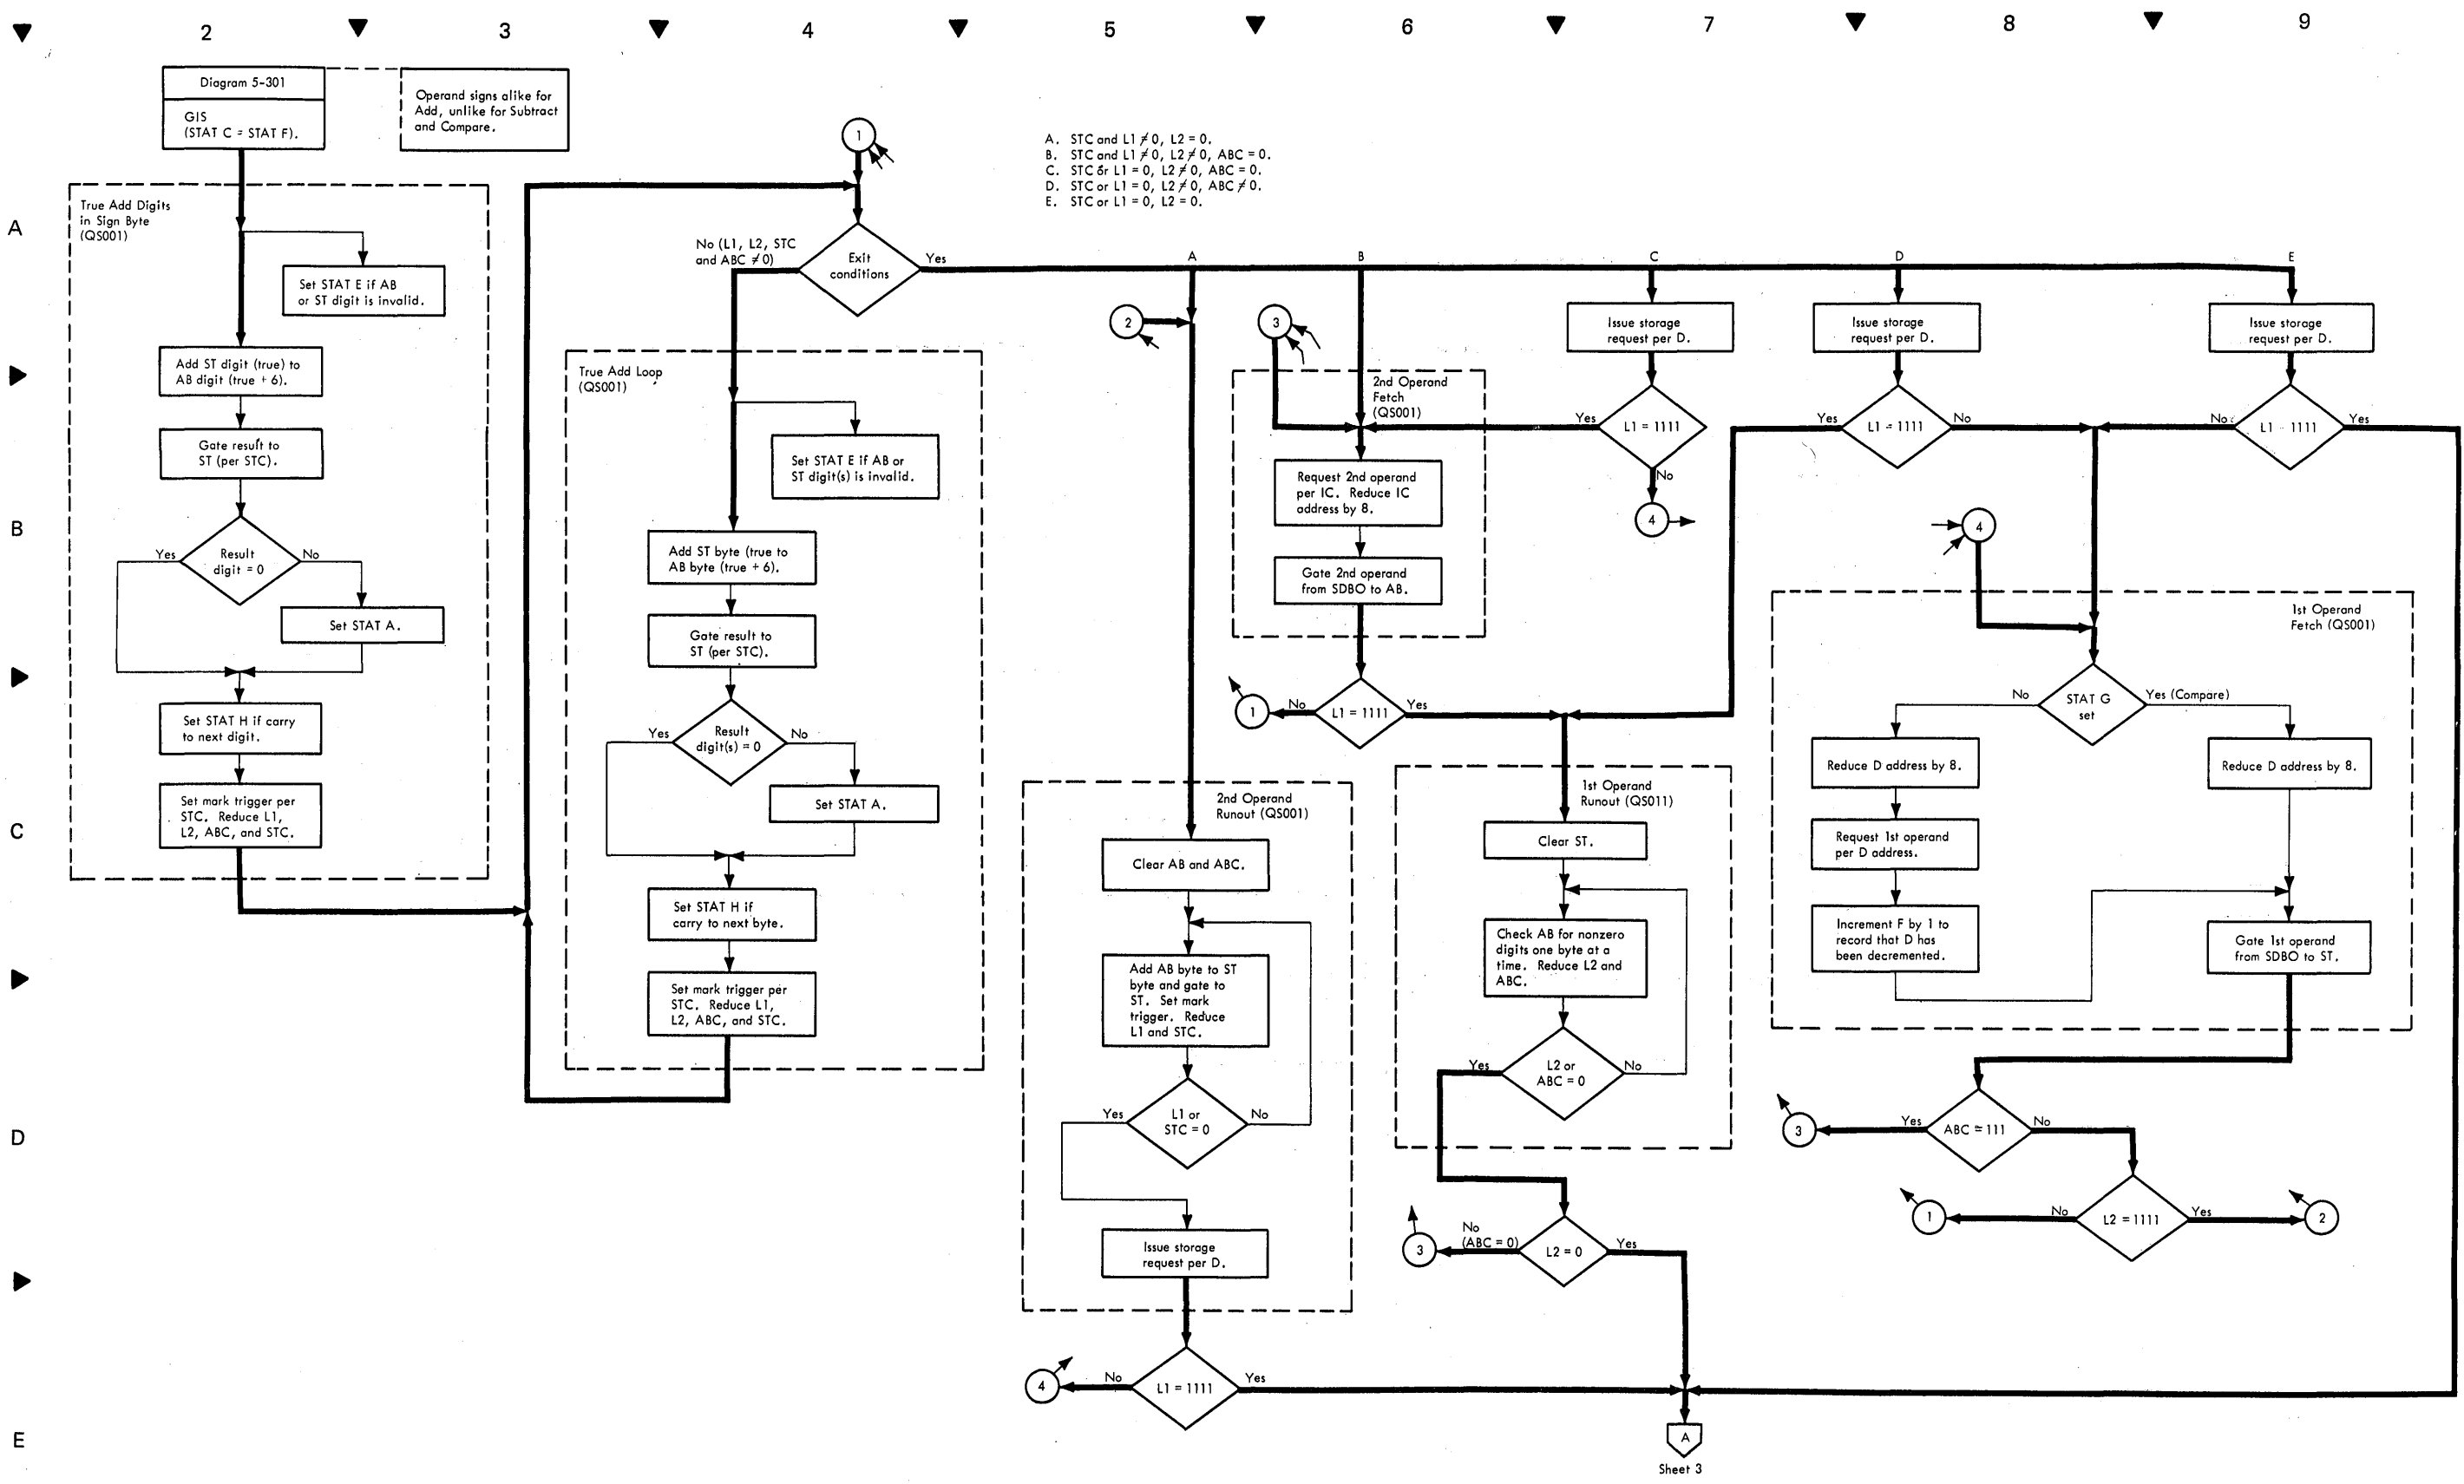 2 3 4 5 6 7 8 9
A
B
C
D
E
Diagram 5-301
GIS
(STAT C = STAT F).
Operand signs alike for
Add, unlike for Subtract
and Compare.
True Add Digits
in Sign Byte
(QS001)
Set STAT E if AB
or ST digit is invalid.
Add ST digit (true) to
AB digit (true + 6).
Gate result to
ST (per STC).
Yes
Result
digit = 0
No
Set STAT A.
Set STAT H if carry
to next digit.
Set mark trigger per
STC. Reduce L1,
L2, ABC, and STC.
1
No (L1, L2, STC
and ABC ≠ 0)
Exit
conditions
Yes
True Add Loop
(QS001)
Set STAT E if AB or
ST digit(s) is invalid.
Add ST byte (true to
AB byte (true + 6).
Gate result to
ST (per STC).
Yes
Result
digit(s) = 0
No
Set STAT A.
Set STAT H if
carry to next byte.
Set mark trigger per
STC. Reduce L1,
L2, ABC, and STC.
A. STC and L1 ≠ 0, L2 = 0.
B. STC and L1 ≠ 0, L2 ≠ 0, ABC = 0.
C. STC or L1 = 0, L2 ≠ 0, ABC = 0.
D. STC or L1 = 0, L2 ≠ 0, ABC ≠ 0.
E. STC or L1 = 0, L2 = 0.
A
B
C
D
E
2
2nd Operand
Runout (QS001)
Clear AB and ABC.
Add AB byte to ST
byte and gate to
ST. Set mark
trigger. Reduce
L1 and STC.
Yes
L1 or
STC = 0
No
Issue storage
request per D.
4
No
L1 = 1111
Yes
3
2nd Operand
Fetch
(QS001)
Request 2nd operand
per IC. Reduce IC
address by 8.
Gate 2nd operand
from SDBO to AB.
1
No
L1 = 1111
Yes
Issue storage
request per D.
Yes
L1 = 1111
No
4
1st Operand
Runout (QS011)
Clear ST.
Check AB for nonzero
digits one byte at a
time. Reduce L2 and
ABC.
Yes
L2 or
ABC = 0
No
3
No
(ABC = 0)
L2 = 0
Yes
A
Sheet 3
Issue storage
request per D.
Yes
L1 = 1111
No
Issue storage
request per D.
No
L1 = 1111
Yes
4
1st Operand
Fetch (QS001)
No
STAT G
set
Yes (Compare)
Reduce D address by 8.
Request 1st operand
per D address.
Increment F by 1 to
record that D has
been decremented.
Reduce D address by 8.
Gate 1st operand
from SDBO to ST.
3
Yes
ABC = 111
No
1
No
L2 = 1111
Yes
2